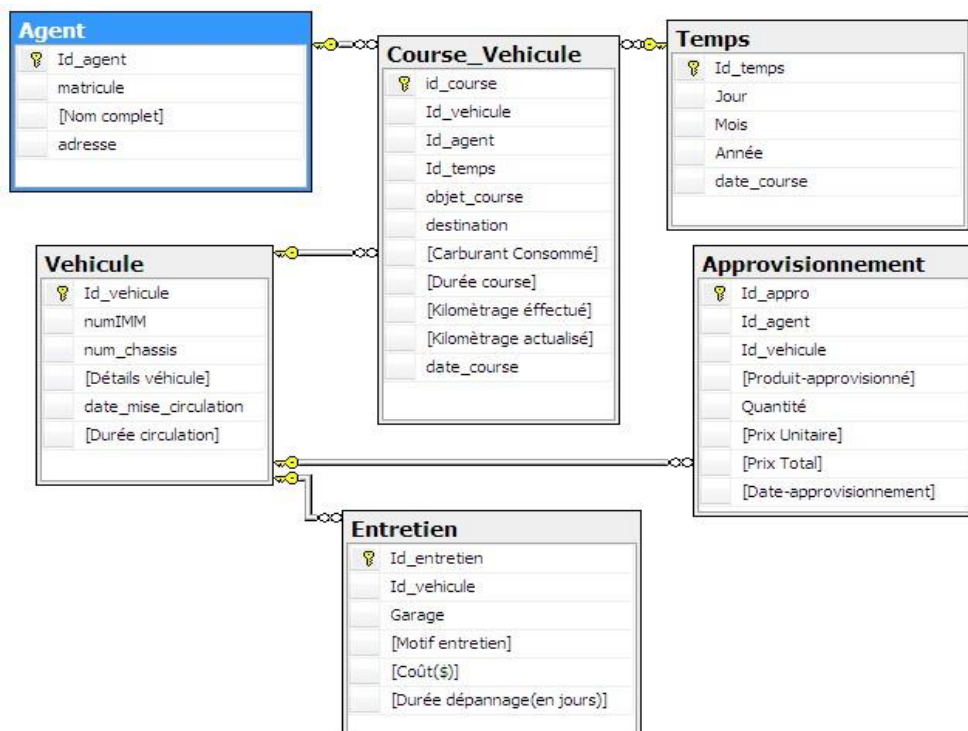 Agent
Id_agent
matricule
[Nom complet]
adresse
Course_Vehicule
id_course
Id_vehicule
Id_agent
Id_temps
objet_course
destination
[Carburant Consommé]
[Durée course]
[Kilomètrage éffectué]
[Kilomètrage actualisé]
date_course
Temps
Id_temps
Jour
Mois
Année
date_course
Vehicule
Id_vehicule
numIMM
num_chassis
[Détails véhicule]
date_mise_circulation
[Durée circulation]
Approvisionnement
Id_appro
Id_agent
Id_vehicule
[Produit-approvisionné]
Quantité
[Prix Unitaire]
[Prix Total]
[Date-approvisionnement]
Entretien
Id_entretien
Id_vehicule
Garage
[Motif entretien]
[Coût($)]
[Durée dépannage(en jours)]